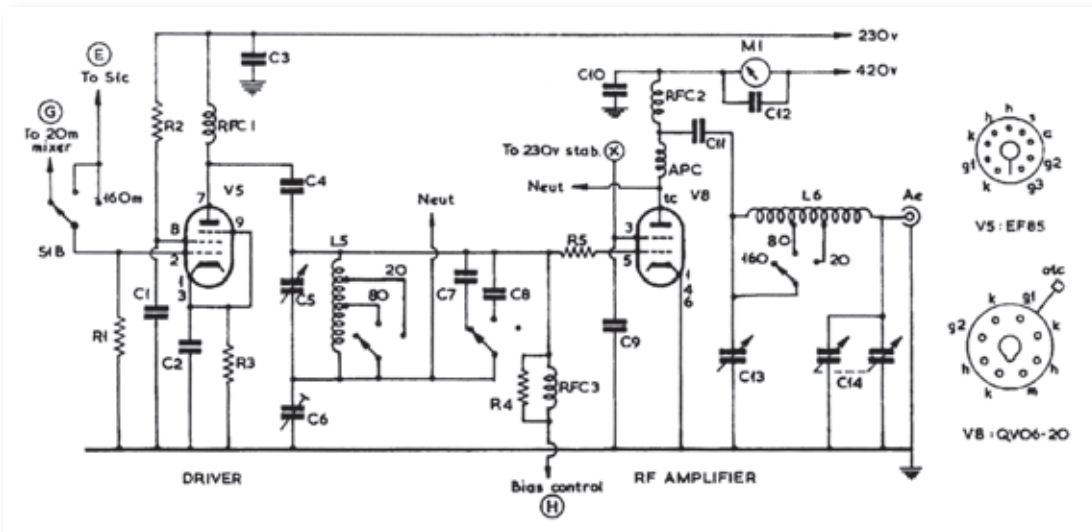 E
To S1c
G
To 20m
mixer
160m
S1B
R1
C1
R2
RFC1
C3
V5
7
8
9
2
1
3
C2
R3
C4
C5
C6
L5
20
80
Neut
C7
C8
R4
RFC3
Bias control
H
R5
C9
To 230v stab.
X
Neut
C10
RFC2
APC
C11
M1
C12
230v
420v
tc
V8
3
5
1
4
6
L6
80
160
20
C13
C14
Ae
DRIVER
RF AMPLIFIER
h
h
s
k
a
g1
g2
k
g3
V5:EF85
atc
k
g1
g2
k
h
h
k
m
V8:QV06-20